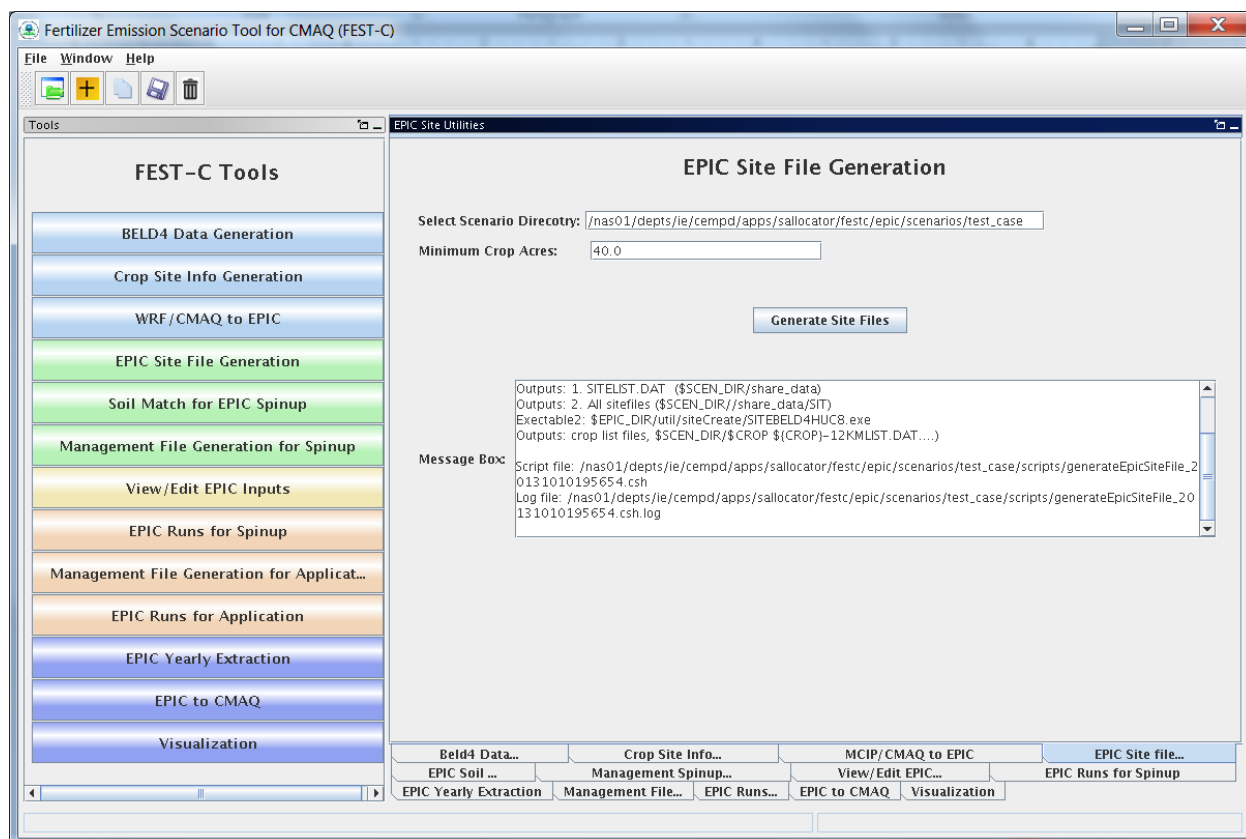 Fertilizer Emission Scenario Tool for CMAQ (FEST-C)
File Window Help
Tools
FEST-C Tools
BELD4 Data Generation
Crop Site Info Generation
WRF/CMAQ to EPIC
EPIC Site File Generation
Soil Match for EPIC Spinup
Management File Generation for Spinup
View/Edit EPIC Inputs
EPIC Runs for Spinup
Management File Generation for Applicat...
EPIC Runs for Application
EPIC Yearly Extraction
EPIC to CMAQ
Visualization
EPIC Site Utilities
EPIC Site File Generation
Select Scenario Direcotry: /nas01/depts/ie/cempd/apps/sallocator/festc/epic/scenarios/test_case
Minimum Crop Acres: 40.0
Generate Site Files
Message Box:
Outputs: 1. SITELIST.DAT ($SCEN_DIR/share_data)
Outputs: 2. All sitefiles ($SCEN_DIR//share_data/SIT)
Exectable2: $EPIC_DIR/util/siteCreate/SITEBELD4HUC8.exe
Outputs: crop list files, $SCEN_DIR/$CROP ${CROP}-12KMLIST.DAT....)
Script file: /nas01/depts/ie/cempd/apps/sallocator/festc/epic/scenarios/test_case/scripts/generateEpicSiteFile_2
0131010195654.csh
Log file: /nas01/depts/ie/cempd/apps/sallocator/festc/epic/scenarios/test_case/scripts/generateEpicSiteFile_20
131010195654.csh.log
Beld4 Data... Crop Site Info... MCIP/CMAQ to EPIC EPIC Site file...
EPIC Soil ... Management Spinup... View/Edit EPIC... EPIC Runs for Spinup
EPIC Yearly Extraction Management File... EPIC Runs... EPIC to CMAQ Visualization